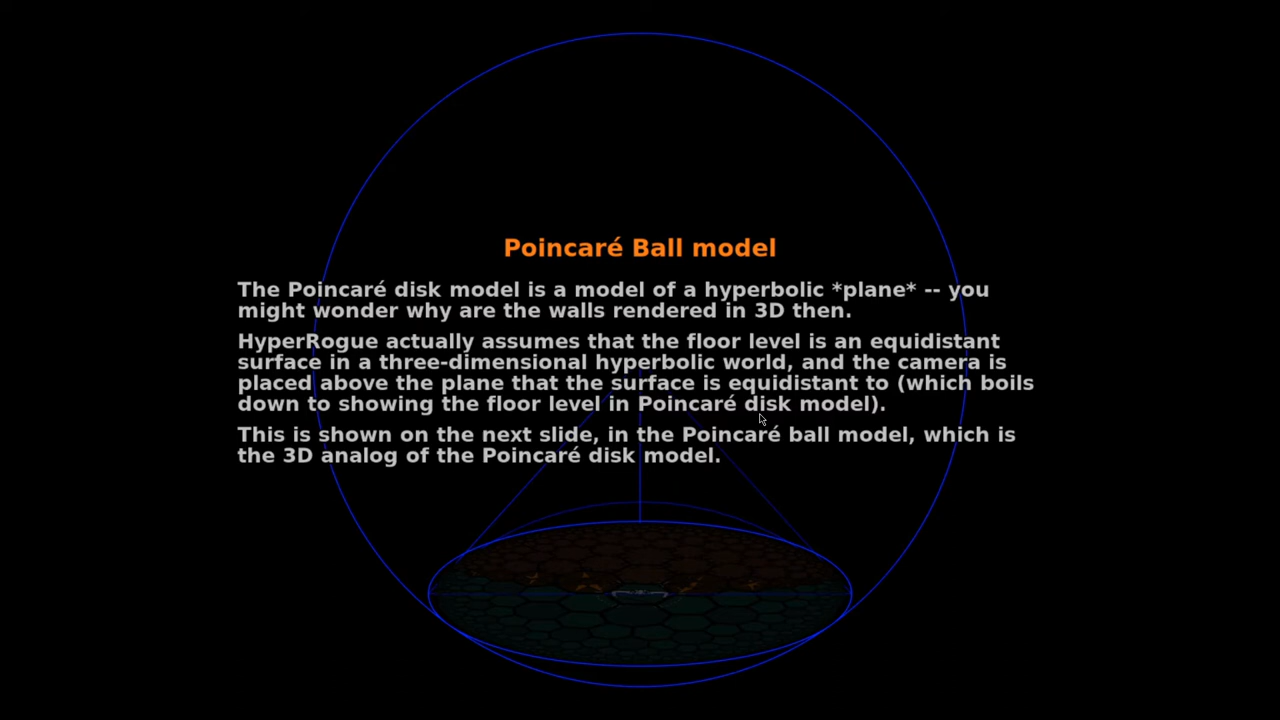 Poincaré Ball model
The Poincaré disk model is a model of a hyperbolic *plane* -- you
might wonder why are the walls rendered in 3D then.
HyperRogue actually assumes that the floor level is an equidistant
surface in a three-dimensional hyperbolic world, and the camera is
placed above the plane that the surface is equidistant to (which boils
down to showing the floor level in Poincaré disk model).
This is shown on the next slide, in the Poincaré ball model, which is
the 3D analog of the Poincaré disk model.